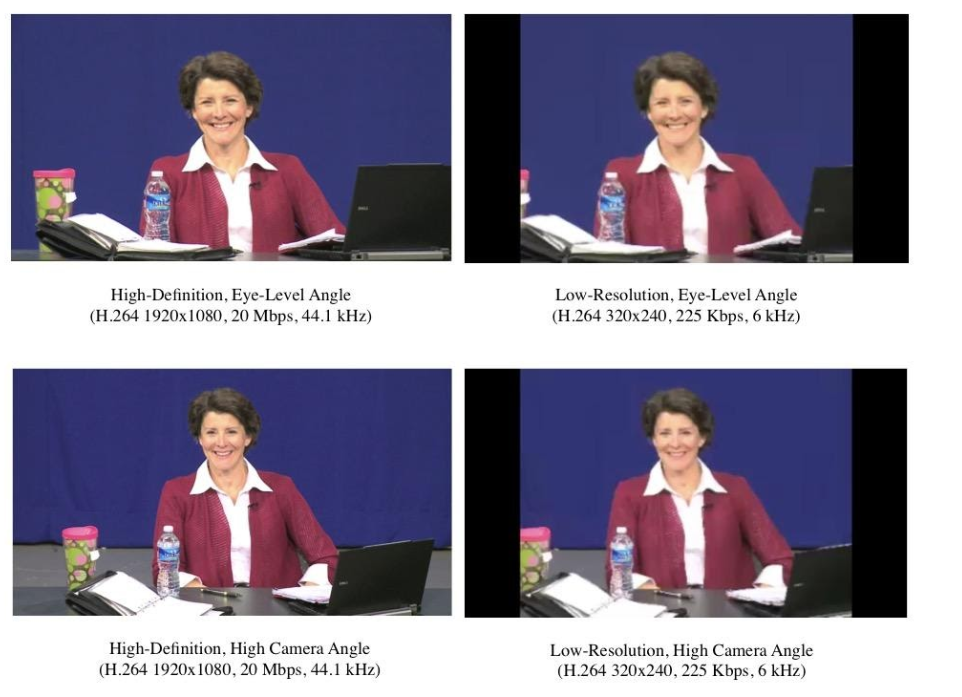 High-Definition, Eye-Level Angle
(H.264 1920x1080, 20 Mbps, 44.1 kHz)
Low-Resolution, Eye-Level Angle
(H.264 320x240, 225 Kbps, 6 kHz)
High-Definition, High Camera Angle
(H.264 1920x1080, 20 Mbps, 44.1 kHz)
Low-Resolution, High Camera Angle
(H.264 320x240, 225 Kbps, 6 kHz)